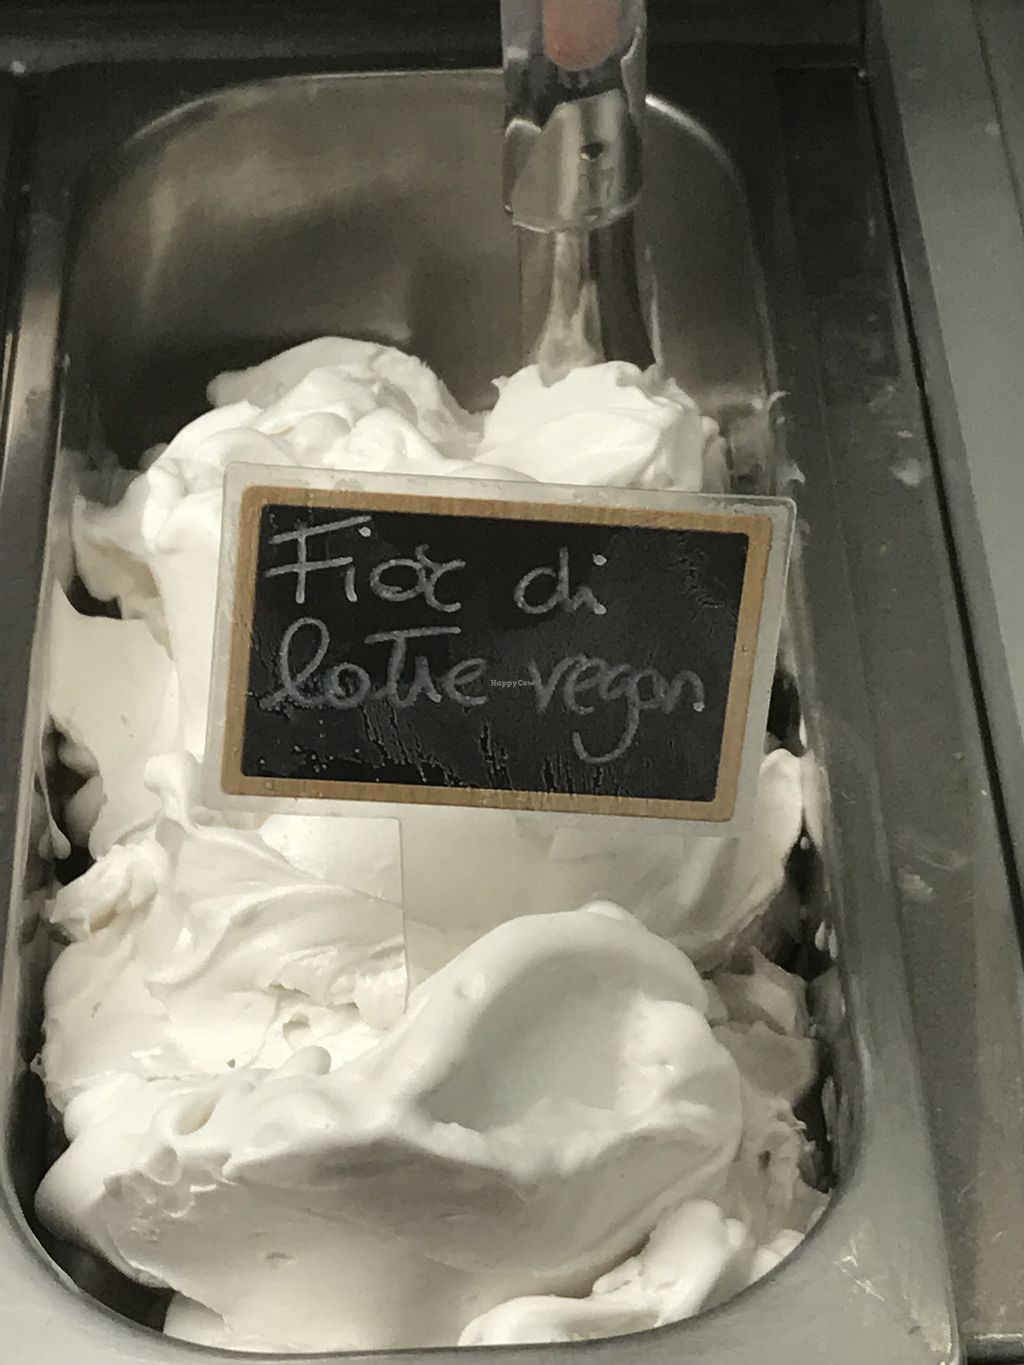 Fior di
latte vegan
HappyCow